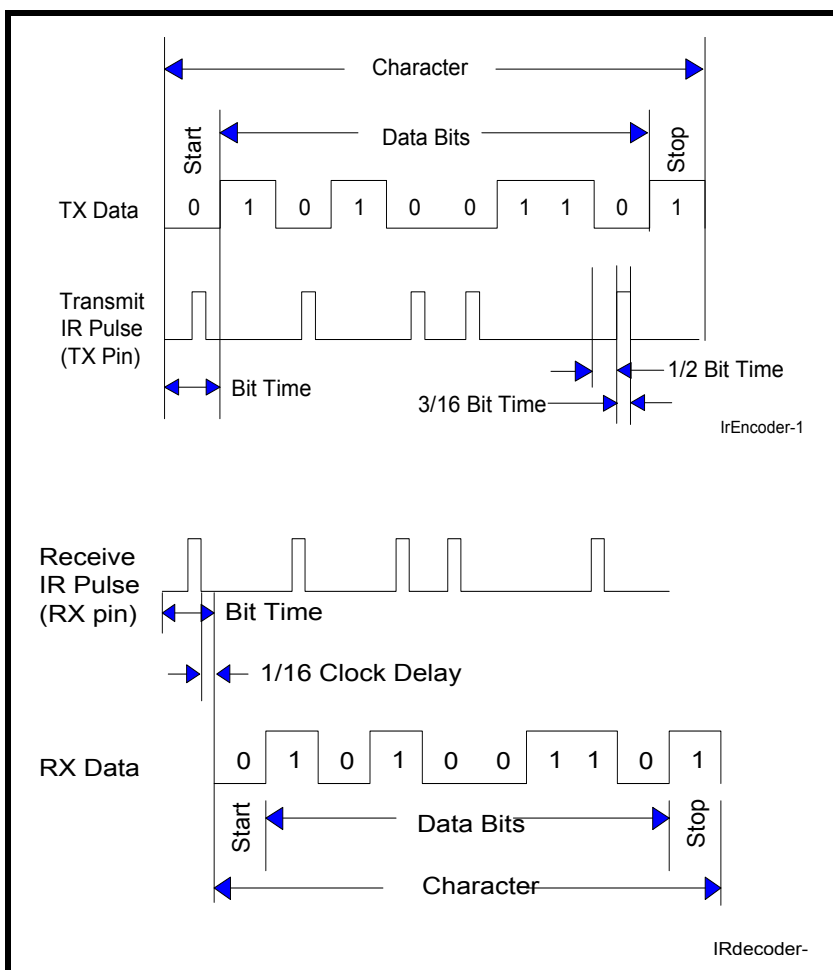 Character
Start
Data Bits
Stop
TX Data
0 1 0 1 0 0 1 1 0 1
Transmit
IR Pulse
(TX Pin)
Bit Time
1/2 Bit Time
3/16 Bit Time
IrEncoder-1
Receive
IR Pulse
(RX pin)
Bit Time
1/16 Clock Delay
RX Data
0 1 0 1 0 0 1 1 0 1
Start
Data Bits
Stop
Character
IRdecoder-